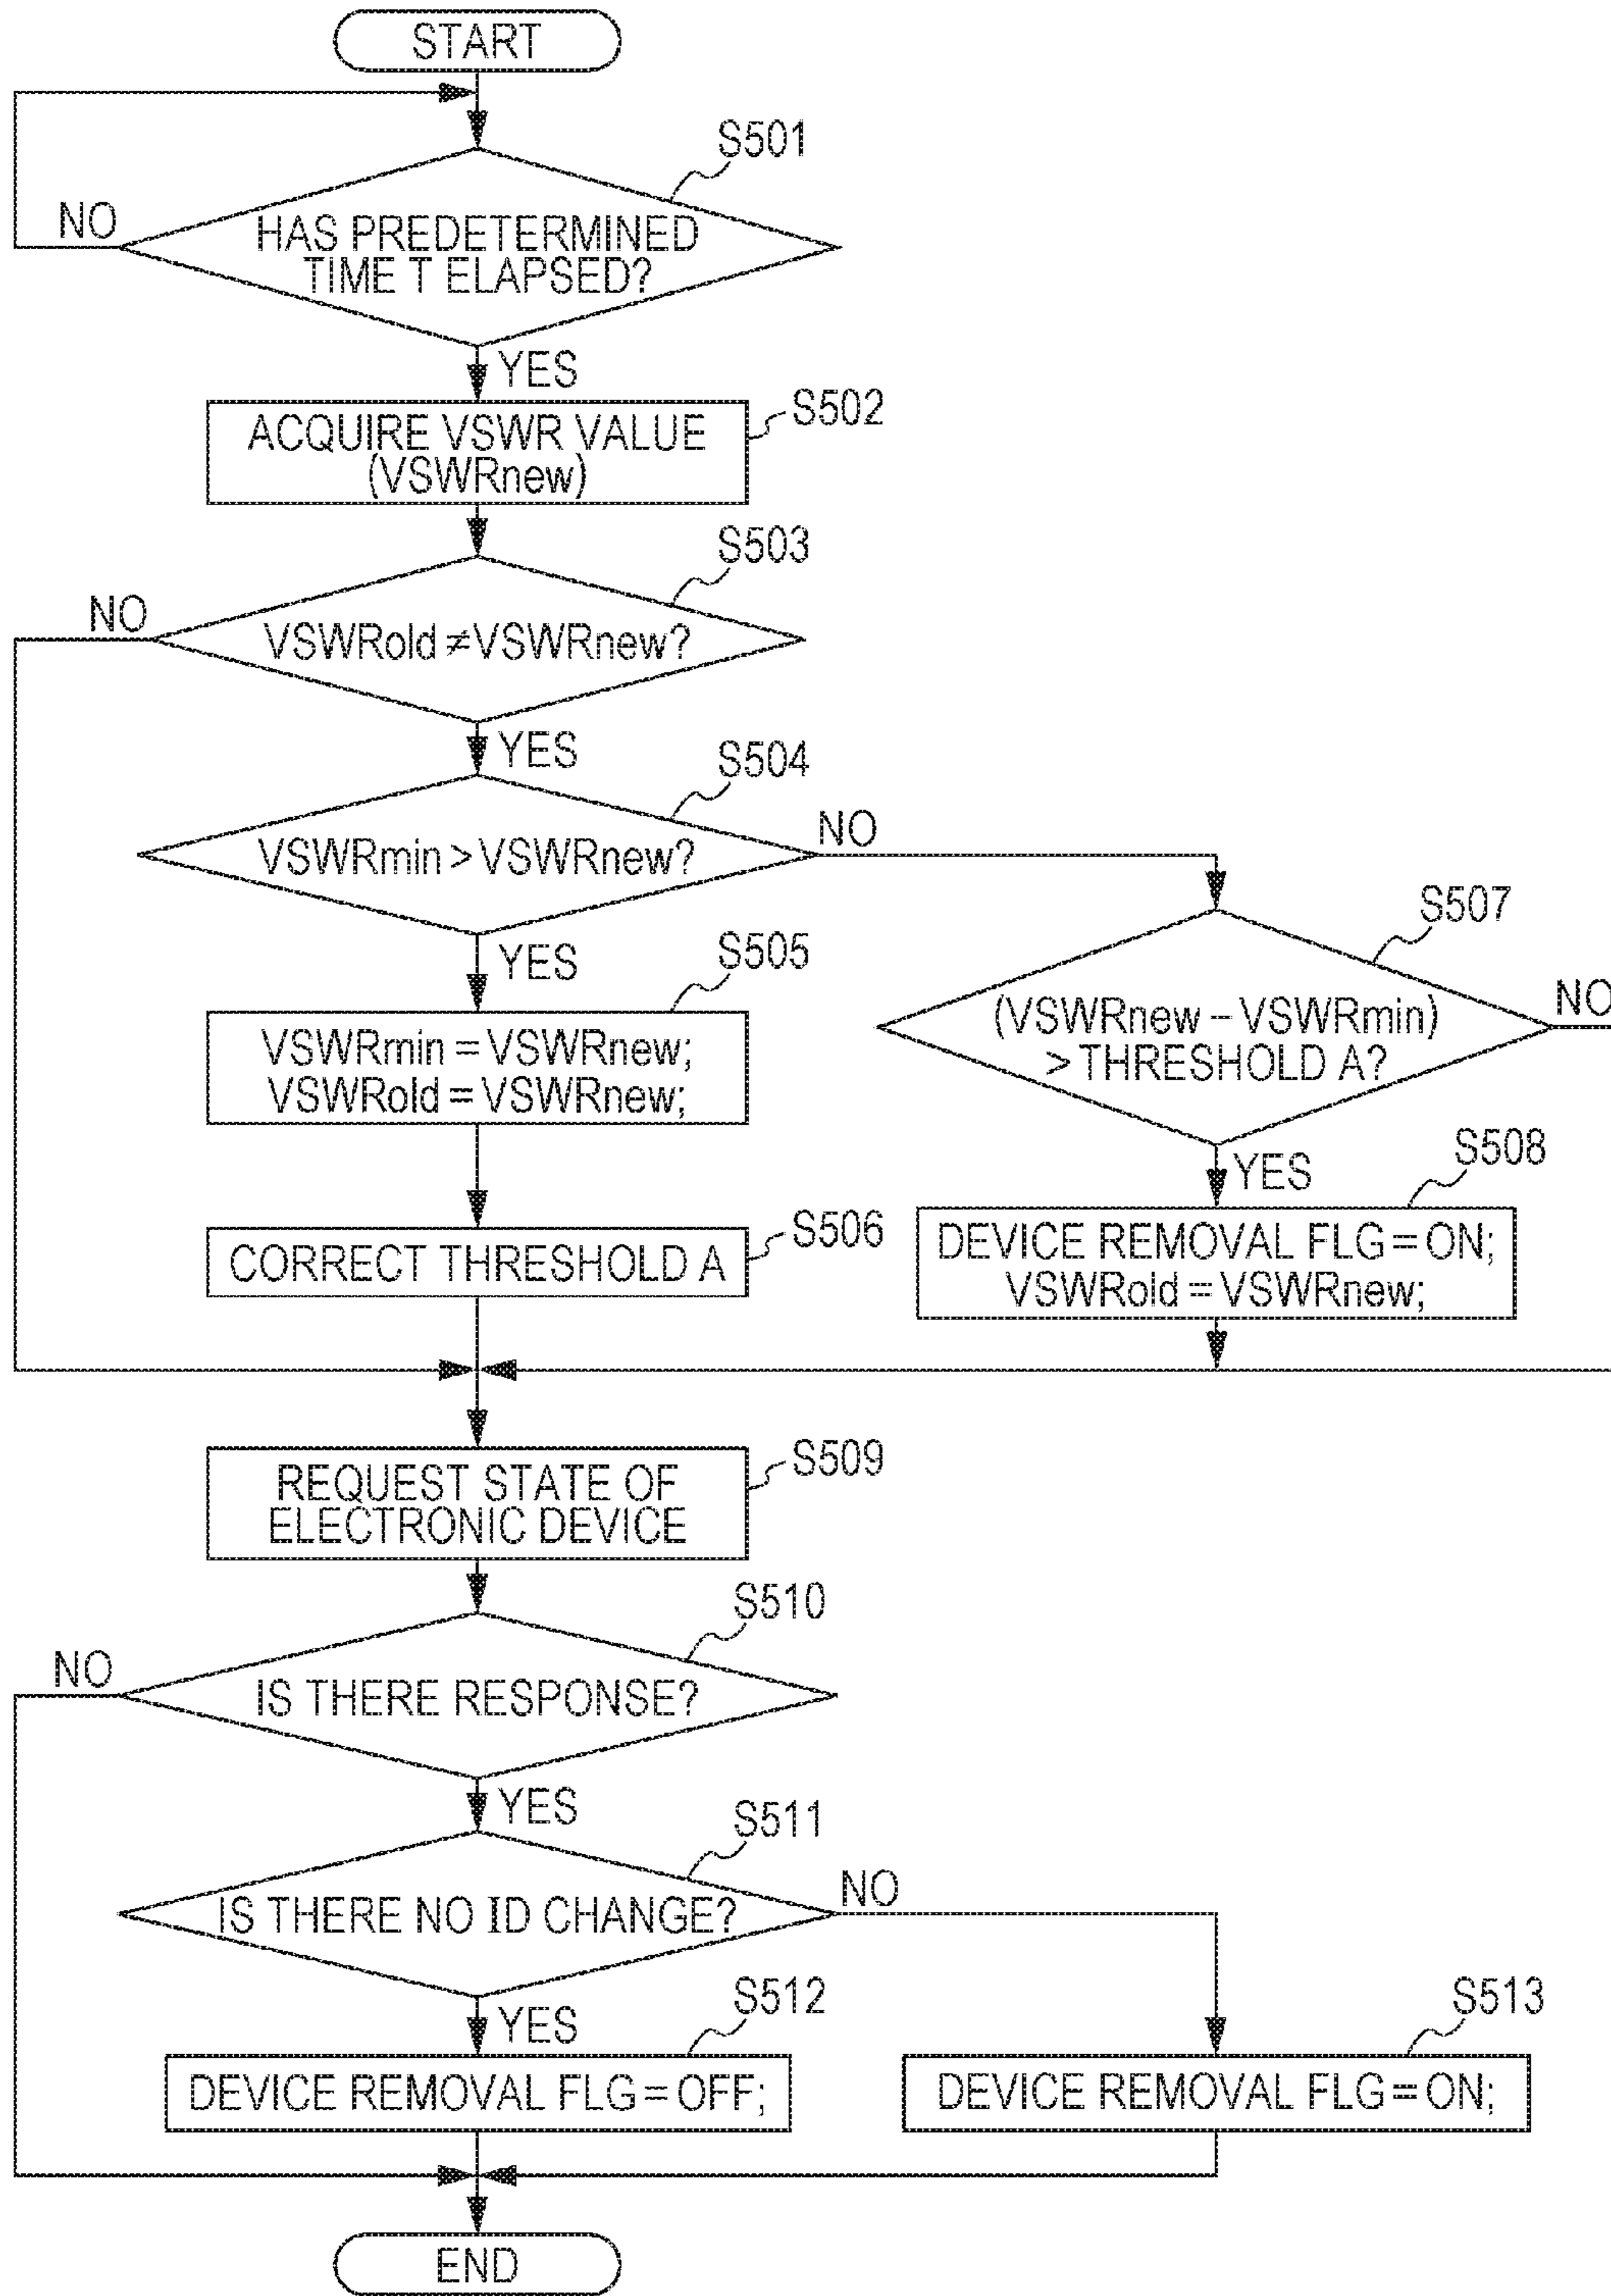 START
S501
NO
HAS PREDETERMINED
TIME T ELAPSED?
YES
S502
ACQUIRE VSWR VALUE
(VSWRnew)
S503
NO
VSWRold ≠ VSWRnew?
YES
S504
NO
VSWRmin > VSWRnew?
S507
YES
S505
NO
(VSWRnew – VSWRmin)
> THRESHOLD A?
VSWRmin = VSWRnew;
VSWRold = VSWRnew;
S508
YES
S506
CORRECT THRESHOLD A
DEVICE REMOVAL FLG = ON;
VSWRold = VSWRnew;
S509
REQUEST STATE OF
ELECTRONIC DEVICE
S510
NO
IS THERE RESPONSE?
YES
S511
NO
IS THERE NO ID CHANGE?
S512
S513
YES
DEVICE REMOVAL FLG = OFF;
DEVICE REMOVAL FLG = ON;
END